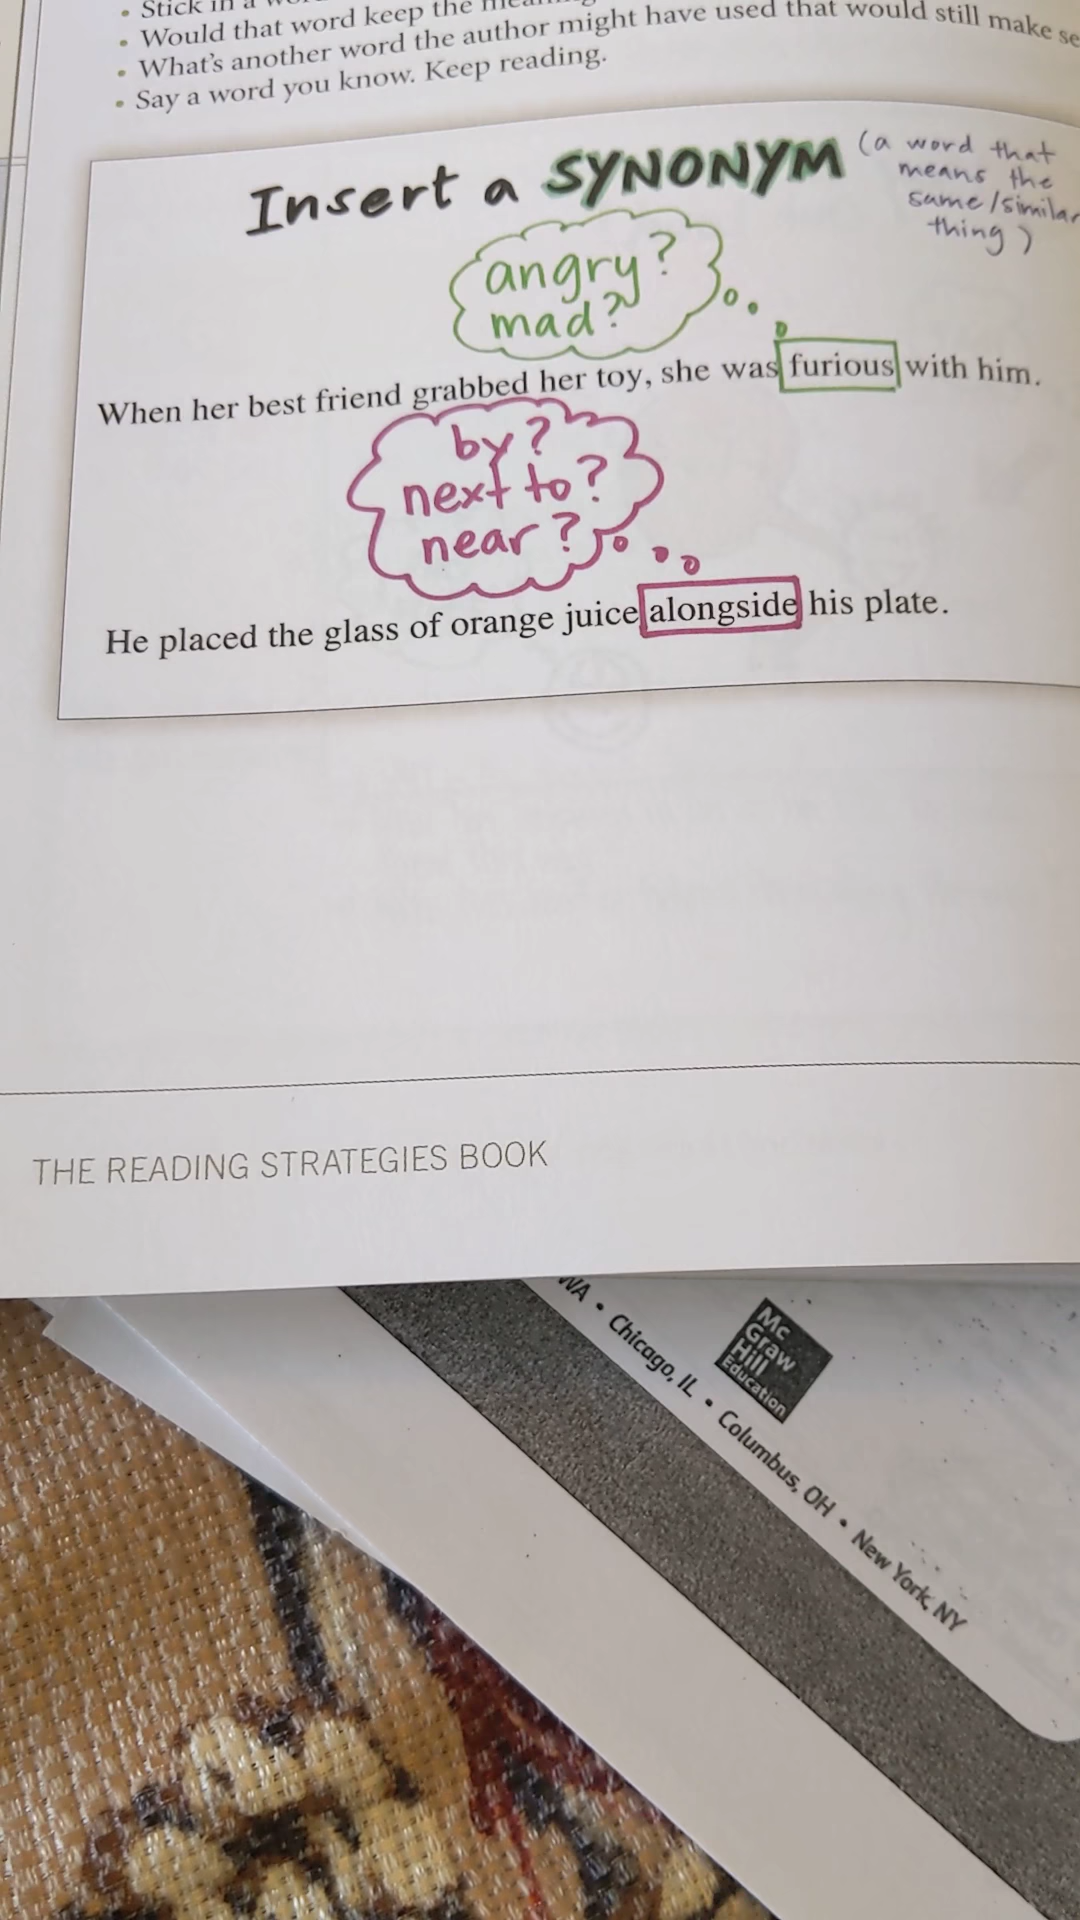 • Stick in a
• Would that word keep the
• What's another word the author might have used that would still make
• Say a word you know. Keep reading.
Insert a SYNONYM
(a word that
means the
same/similar
thing)
angry?
mad?
When her best friend grabbed her toy, she was furious with him.
by?
next to?
near?
He placed the glass of orange juice alongside his plate.
THE READING STRATEGIES BOOK
Mc
Graw
Hill
Education
WA • Chicago, IL • Columbus, OH • New York, NY